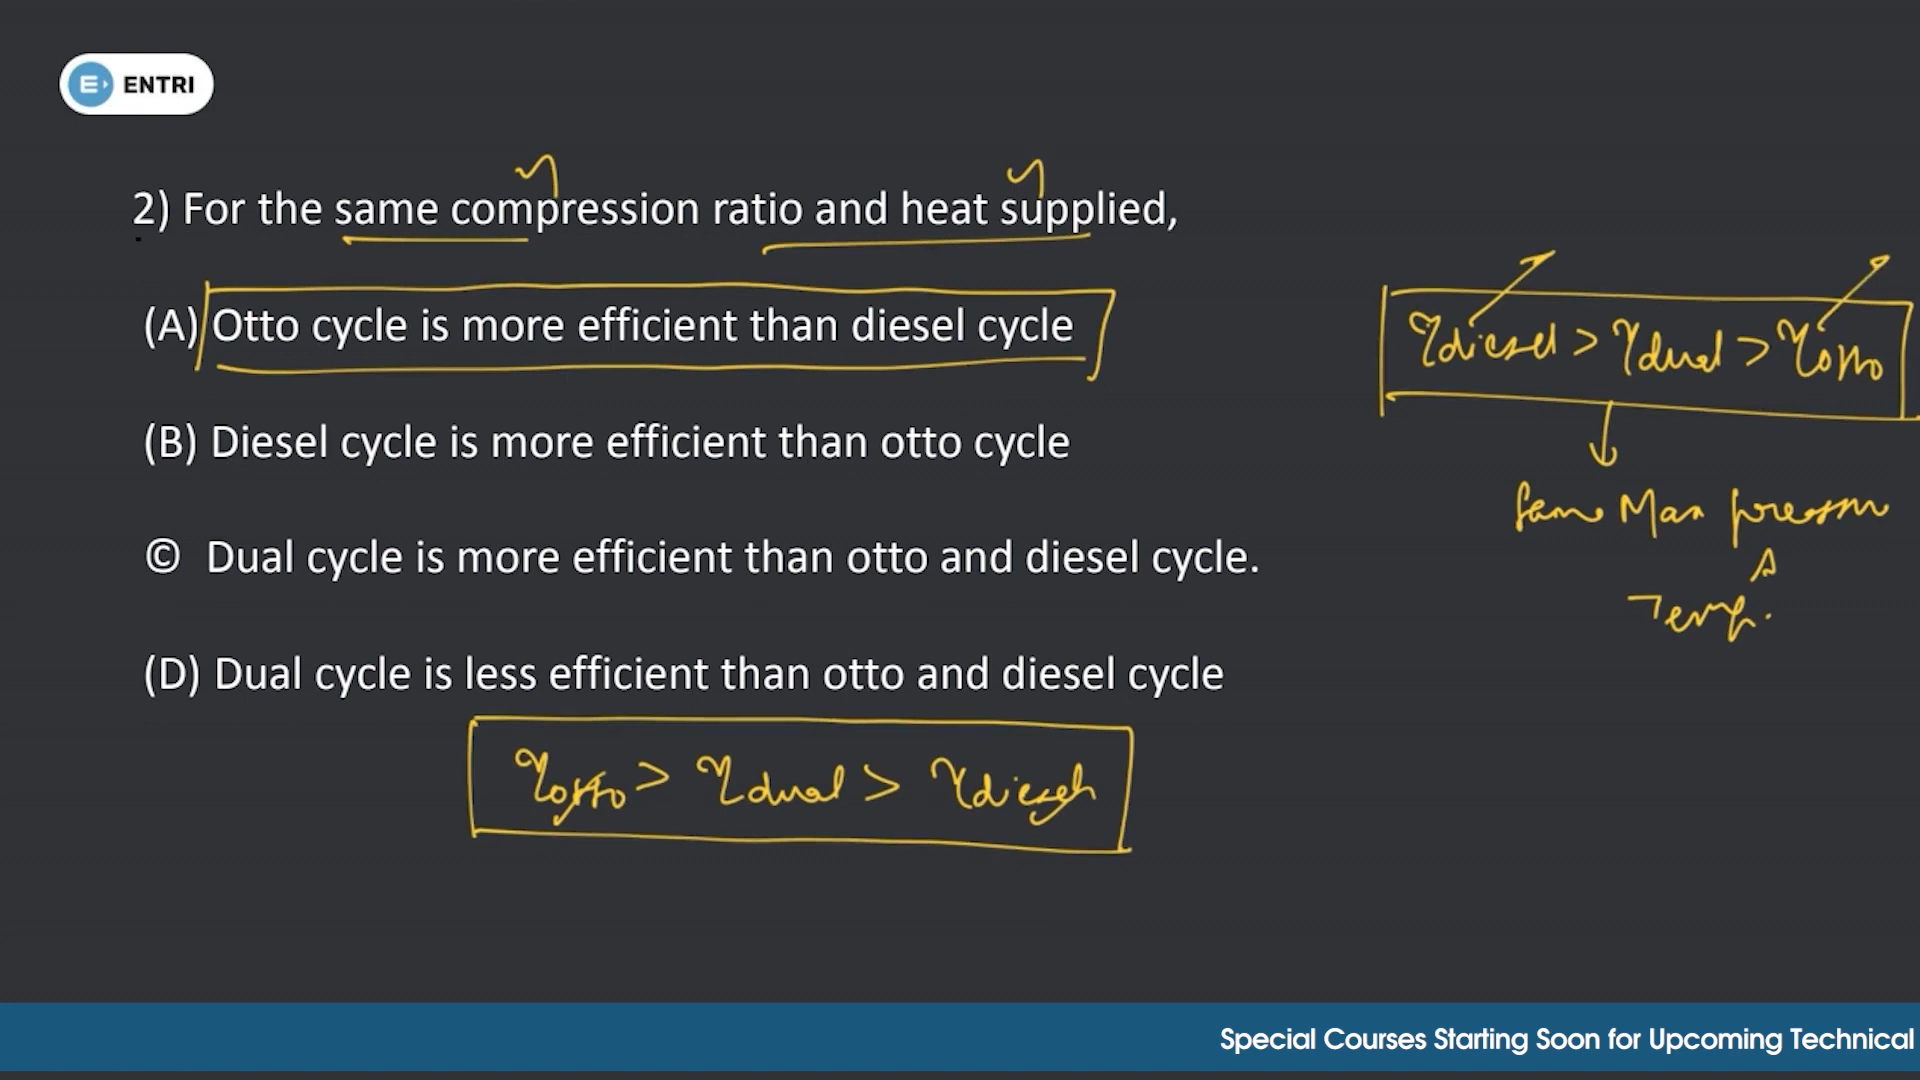 ENTRI
2) For the same compression ratio and heat supplied,
(A) Otto cycle is more efficient than diesel cycle
(B) Diesel cycle is more efficient than otto cycle
© Dual cycle is more efficient than otto and diesel cycle.
(D) Dual cycle is less efficient than otto and diesel cycle
ηotto > ηdual > ηdiesel
ηdiesel > ηdual > ηotto
Same Max pressure
&
Temp.
Special Courses Starting Soon for Upcoming Technical